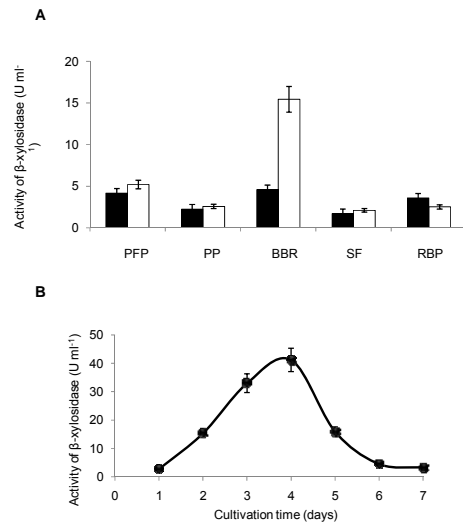 A
Activity of β-xylosidase (U ml-
1)
20
15
10
5
0
PFP PP BBR SF RBP
B
Activity of β-xylosidase (U ml-1)
50
40
30
20
10
0
0 1 2 3 4 5 6 7
Cultivation time (days)